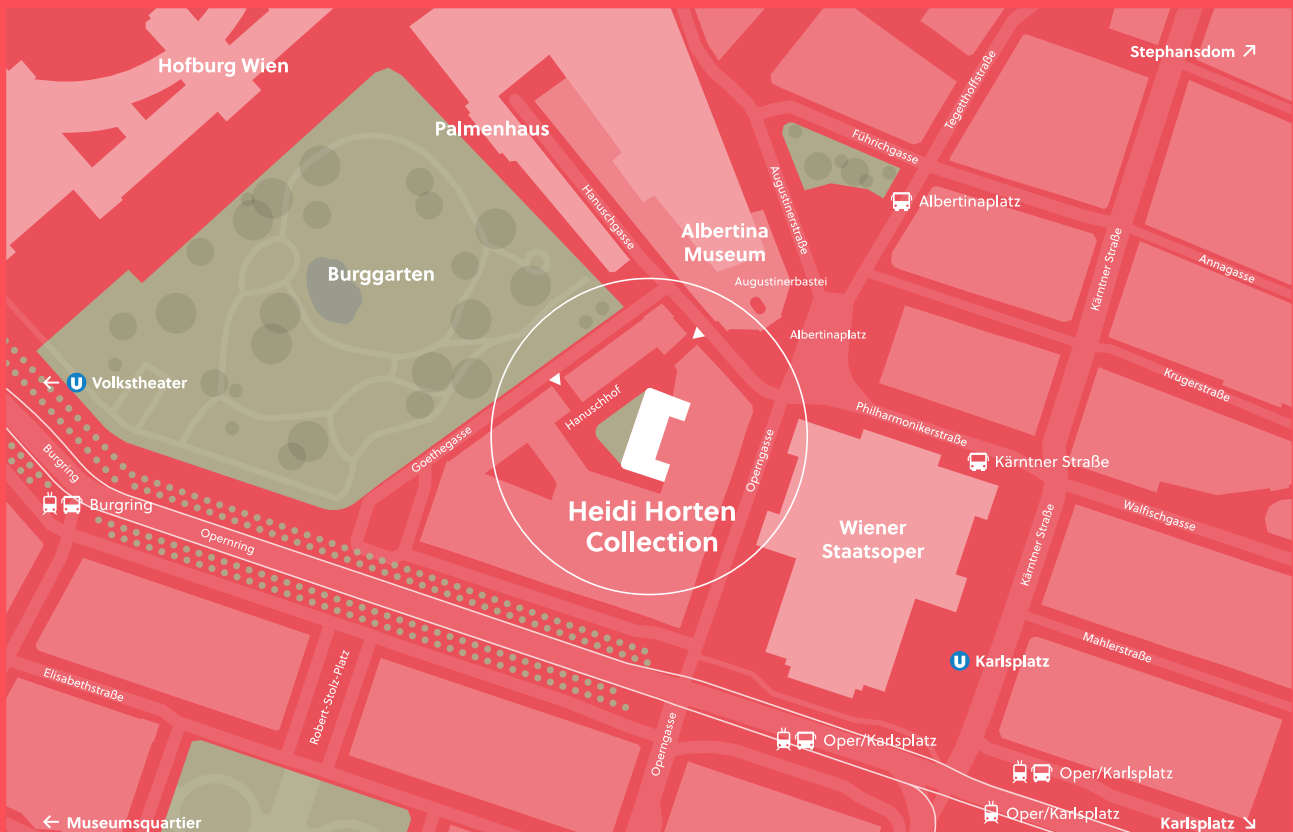 Stephansdom ↗
Hofburg Wien
Tegetthoffstraße
Palmenhaus
Führichgasse
Hanuschgasse
Augustinerstraße
Albertinaplatz
Albertina
Museum
Kärntner Straße
Annagasse
Burggarten
Augustinerbastei
Albertinaplatz
← U Volkstheater
Krugerstraße
Hanuschhof
Philharmonikerstraße
Goethegasse
Operngasse
Burgring
Kärntner Straße
Burgring
Heidi Horten
Collection
Walfischgasse
Wiener
Staatsoper
Opernring
Kärntner Straße
U Karlsplatz
Mahlerstraße
Elisabethstraße
Robert-Stolz-Platz
Operngasse
Oper/Karlsplatz
Oper/Karlsplatz
Oper/Karlsplatz
← Museumsquartier
Karlsplatz ↘